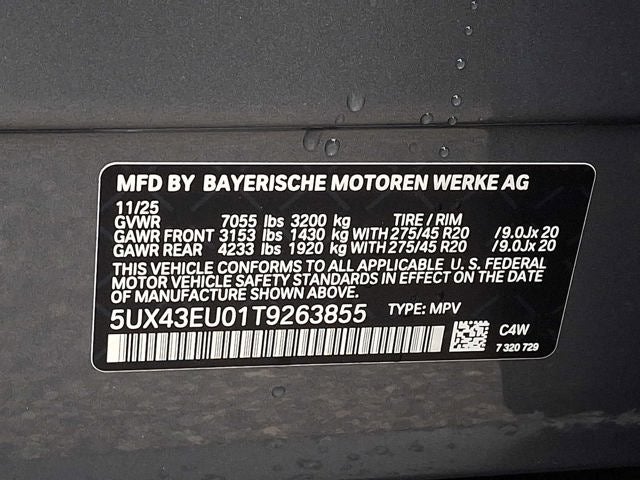 MFD BY BAYERISCHE MOTOREN WERKE AG
11/25
GVWR 7055 lbs 3200 kg TIRE / RIM
GAWR FRONT 3153 lbs 1430 kg WITH 275/45 R20 /9.0Jx 20
GAWR REAR 4233 lbs 1920 kg WITH 275/45 R20 /9.0Jx 20
THIS VEHICLE CONFORMS TO ALL APPLICABLE U. S. FEDERAL
MOTOR VEHICLE SAFETY STANDARDS IN EFFECT ON THE DATE
OF MANUFACTURE SHOWN ABOVE.
5UX43EU01T9263855 TYPE: MPV
C4W
7 320 729